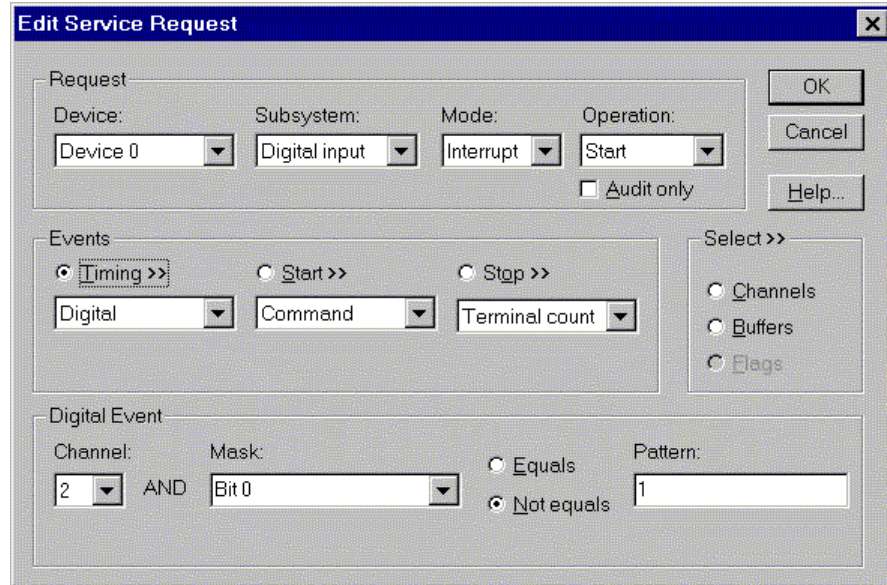 Edit Service Request
Request
Device: Subsystem: Mode: Operation:
Device 0 Digital input Interrupt Start
Audit only
OK
Cancel
Help...
Events
Timing >> Start >> Stop >>
Digital Command Terminal count
Select >>
Channels
Buffers
Flags
Digital Event
Channel: Mask: Pattern:
2 AND Bit 0 1
Equals
Not equals